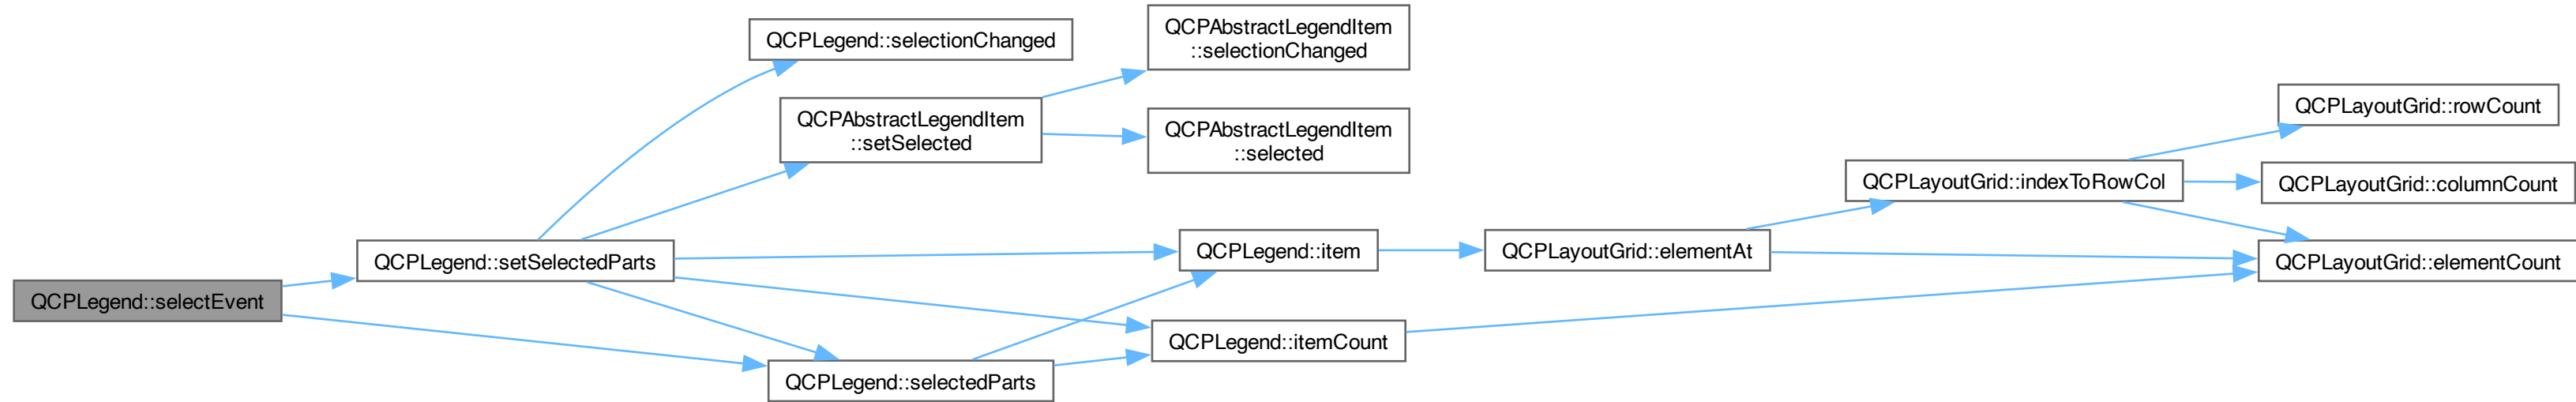 QCPLegend::selectEvent
QCPLegend::setSelectedParts
QCPLegend::selectionChanged
QCPAbstractLegendItem
::setSelected
QCPLegend::selectedParts
QCPAbstractLegendItem
::selectionChanged
QCPAbstractLegendItem
::selected
QCPLegend::item
QCPLegend::itemCount
QCPLayoutGrid::elementAt
QCPLayoutGrid::indexToRowCol
QCPLayoutGrid::rowCount
QCPLayoutGrid::columnCount
QCPLayoutGrid::elementCount